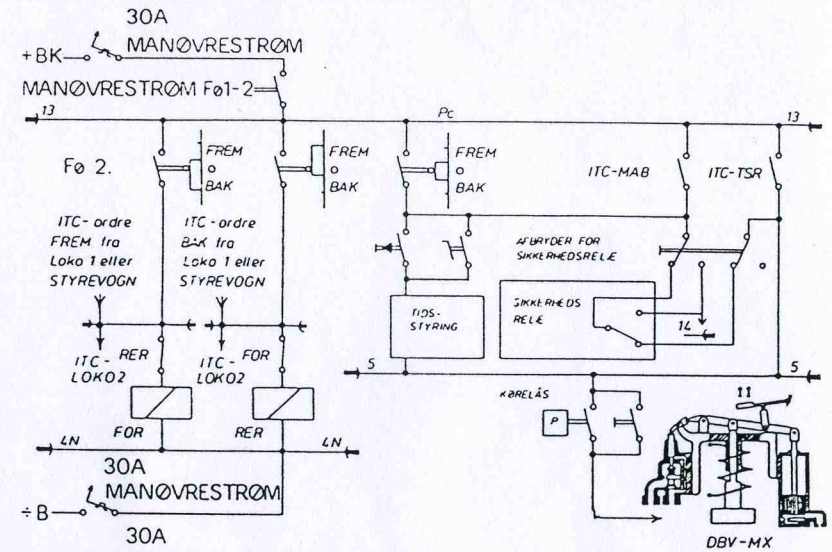 30A
+BK
MANØVRESTRØM
MANØVRESTRØM Fø1-2
13
Pc
13
FREM
BAK
FREM
BAK
FREM
BAK
Fø 2.
ITC-MAB
ITC-TSR
ITC-ordre
FREM fra
Loko 1 eller
STYREVOGN
ITC-ordre
BAK fra
Loko 1 eller
STYREVOGN
AFBRYDER FOR
SIKKERHEDSRELÆ
TIDS-
STYRING
SIKKERHEDS
RELÆ
14
ITC-
LOKO2
RER
ITC-
LOKO2
FOR
5
5
KØRELÅS
P
11
FOR
RER
4N
4N
30A
MANØVRESTRØM
÷B
30A
DBV-MX